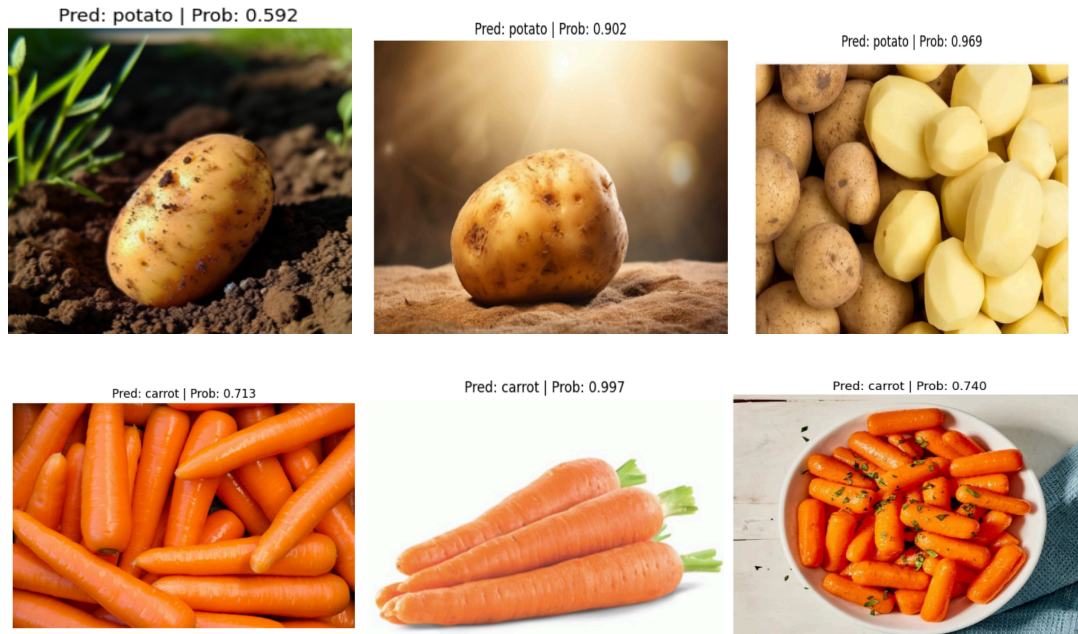 Pred: potato | Prob: 0.592
Pred: potato | Prob: 0.902
Pred: potato | Prob: 0.969
Pred: carrot | Prob: 0.713
Pred: carrot | Prob: 0.997
Pred: carrot | Prob: 0.740